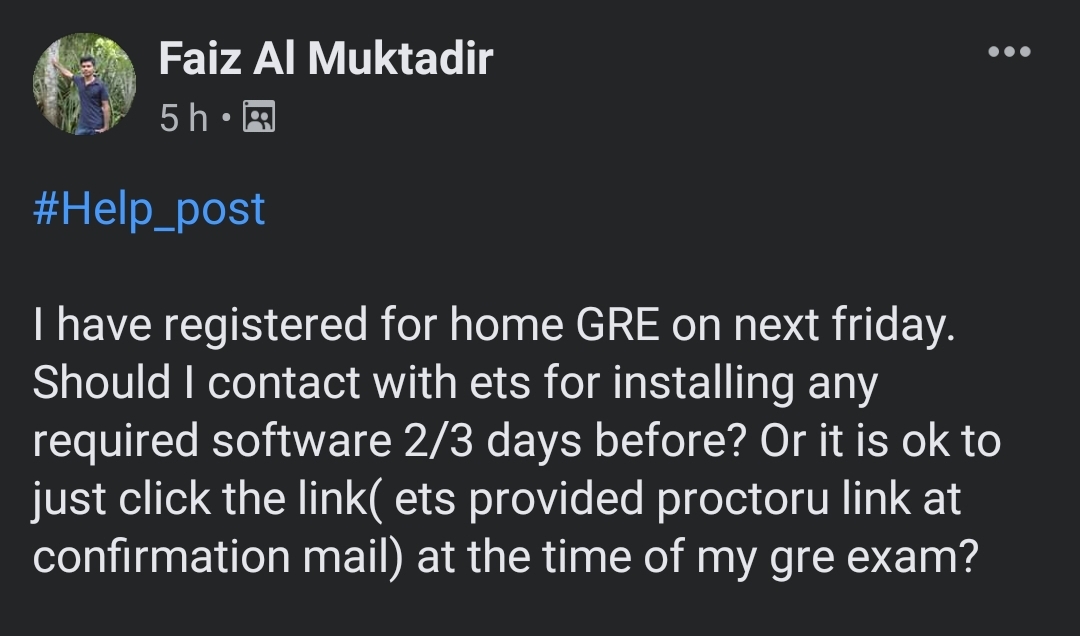 Faiz Al Muktadir
5 h •
#Help_post
I have registered for home GRE on next friday.
Should I contact with ets for installing any
required software 2/3 days before? Or it is ok to
just click the link( ets provided proctoru link at
confirmation mail) at the time of my gre exam?